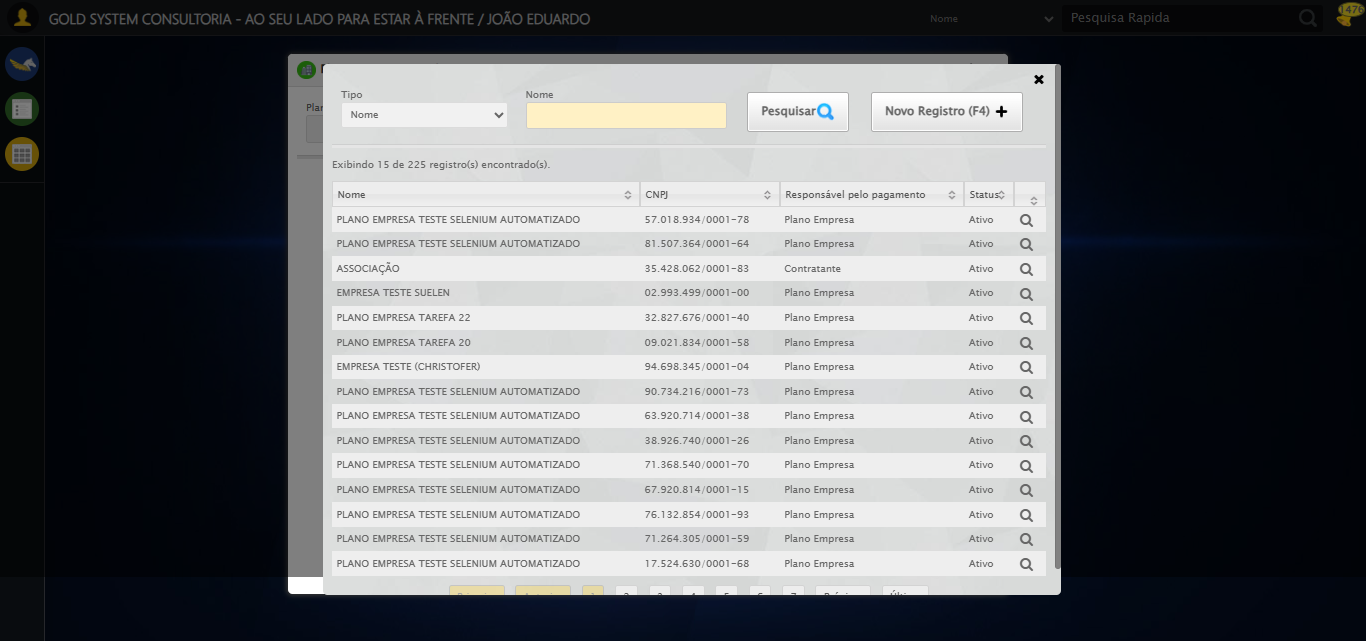 GOLD SYSTEM CONSULTORIA - AO SEU LADO PARA ESTAR À FRENTE / JOÃO EDUARDO
Nome
Pesquisa Rapida
1476
Tipo
Nome
Nome
Pesquisar
Novo Registro (F4)
Exibindo 15 de 225 registro(s) encontrado(s).
Nome CNPJ Responsável pelo pagamento Status
PLANO EMPRESA TESTE SELENIUM AUTOMATIZADO 57.018.934/0001-78 Plano Empresa Ativo
PLANO EMPRESA TESTE SELENIUM AUTOMATIZADO 81.507.364/0001-64 Plano Empresa Ativo
ASSOCIAÇÃO 35.428.062/0001-83 Contratante Ativo
EMPRESA TESTE SUELEN 02.993.499/0001-00 Plano Empresa Ativo
PLANO EMPRESA TAREFA 22 32.827.676/0001-40 Plano Empresa Ativo
PLANO EMPRESA TAREFA 20 09.021.834/0001-58 Plano Empresa Ativo
EMPRESA TESTE (CHRISTOFER) 94.698.345/0001-04 Plano Empresa Ativo
PLANO EMPRESA TESTE SELENIUM AUTOMATIZADO 90.734.216/0001-73 Plano Empresa Ativo
PLANO EMPRESA TESTE SELENIUM AUTOMATIZADO 63.920.714/0001-38 Plano Empresa Ativo
PLANO EMPRESA TESTE SELENIUM AUTOMATIZADO 38.926.740/0001-26 Plano Empresa Ativo
PLANO EMPRESA TESTE SELENIUM AUTOMATIZADO 71.368.540/0001-70 Plano Empresa Ativo
PLANO EMPRESA TESTE SELENIUM AUTOMATIZADO 67.920.814/0001-15 Plano Empresa Ativo
PLANO EMPRESA TESTE SELENIUM AUTOMATIZADO 76.132.854/0001-93 Plano Empresa Ativo
PLANO EMPRESA TESTE SELENIUM AUTOMATIZADO 71.264.305/0001-59 Plano Empresa Ativo
PLANO EMPRESA TESTE SELENIUM AUTOMATIZADO 17.524.630/0001-68 Plano Empresa Ativo